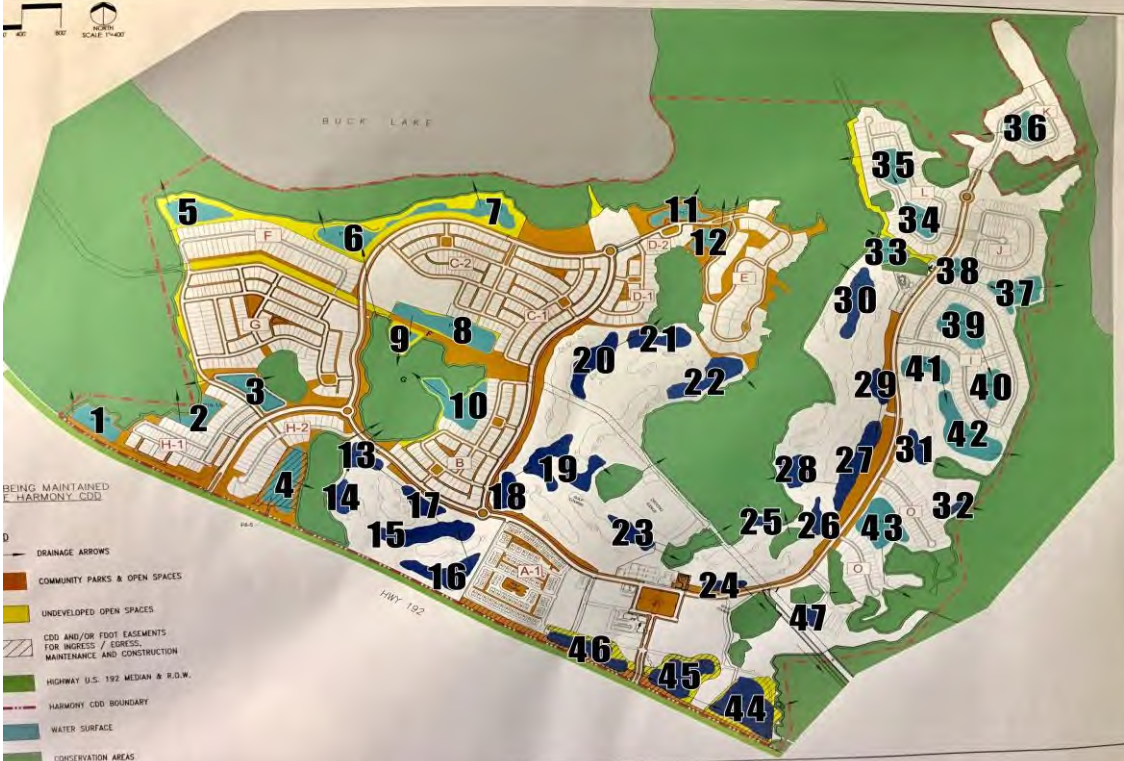 NORTH
SCALE: 1"=400'
400'
800'
BUCK LAKE
36
K
35
L
34
33
38
J
37
30
39
I
41
40
29
42
31
27
28
32
O
43
26
25
O
47
24
5
F
6
7
11
12
D-2
E
C-2
D-1
C-1
G
9
8
21
20
22
3
10
1
2
H-1
H-2
4
B
13
14
17
18
19
15
16
23
A-1
HWY 192
46
45
44
BEING MAINTAINED
HARMONY CDD
DRAINAGE ARROWS
COMMUNITY PARKS & OPEN SPACES
UNDEVELOPED OPEN SPACES
CDD AND/OR FDOT EASEMENTS
FOR INGRESS / EGRESS,
MAINTENANCE AND CONSTRUCTION
HIGHWAY U.S. 192 MEDIAN & R.O.W.
HARMONY CDD BOUNDARY
WATER SURFACE
CONSERVATION AREAS